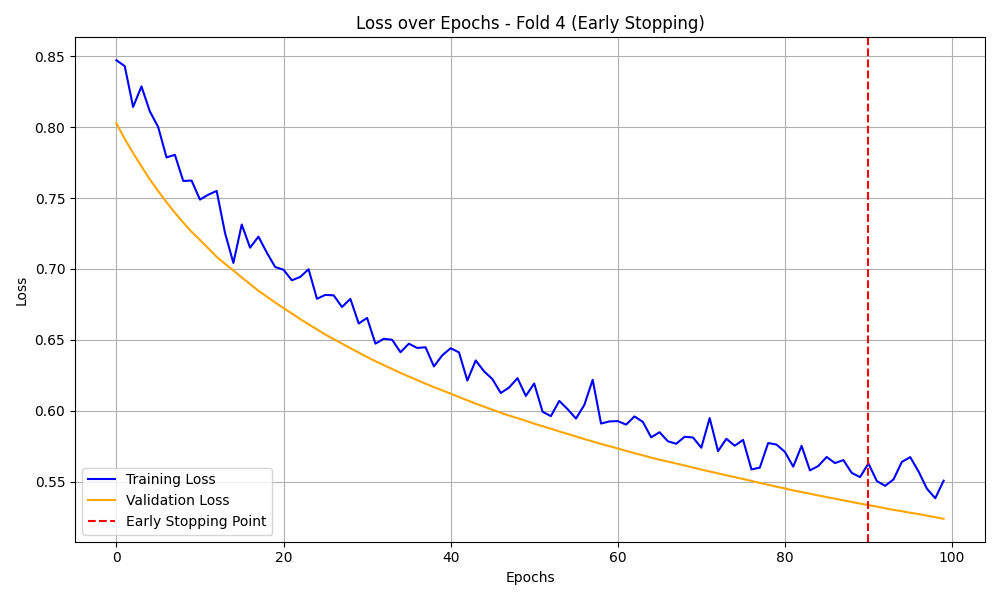 Loss over Epochs - Fold 4 (Early Stopping)
Loss
0.85
0.80
0.75
0.70
0.65
0.60
0.55
Training Loss
Validation Loss
Early Stopping Point
0 20 40 60 80 100
Epochs